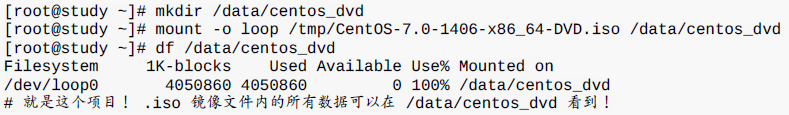 [root@study ~]# mkdir /data/centos_dvd
[root@study ~]# mount -o loop /tmp/CentOS-7.0-1406-x86_64-DVD.iso /data/centos_dvd
[root@study ~]# df /data/centos_dvd
Filesystem     1K-blocks    Used Available Use% Mounted on
/dev/loop0       4050860 4050860         0 100% /data/centos_dvd
# 就是这个项目！ .iso 镜像文件内的所有数据可以在 /data/centos_dvd 看到！